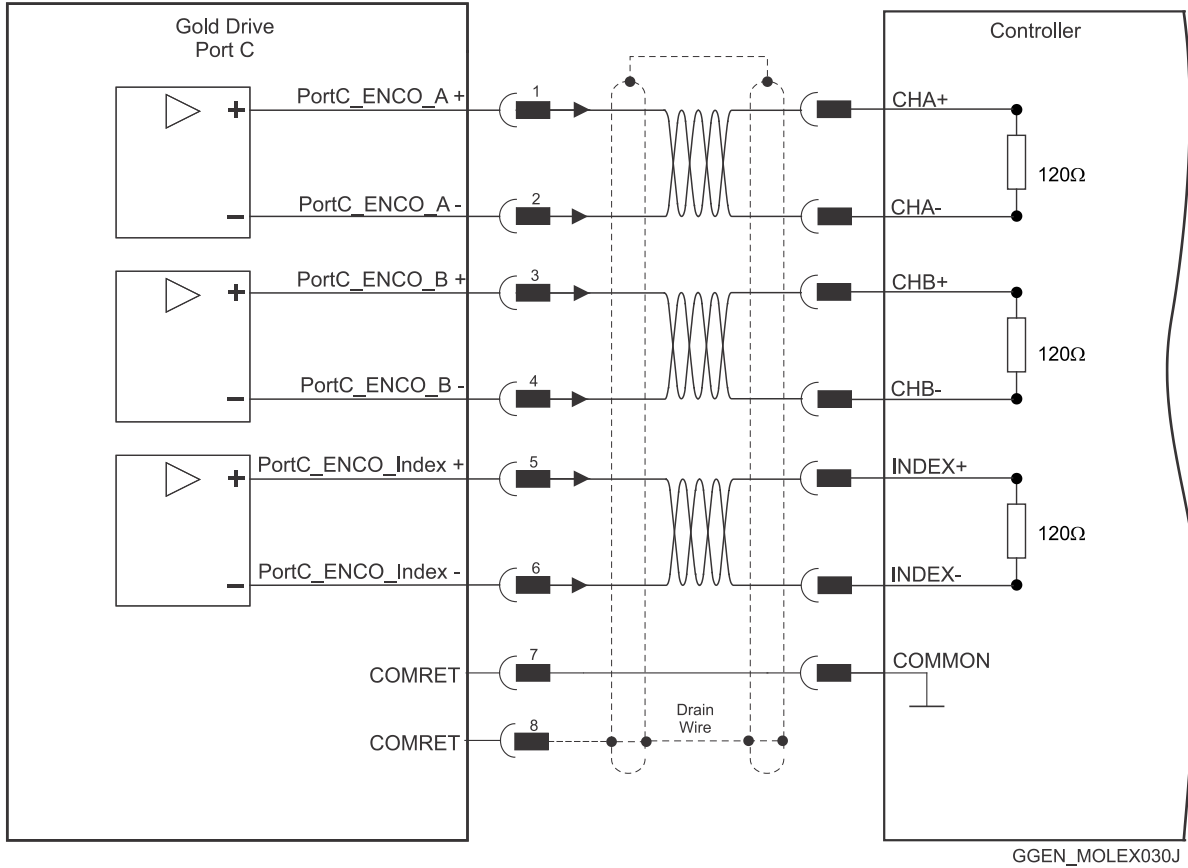 Gold Drive
Port C
Controller
PortC_ENCO_A +
1
CHA+
+
120Ω
PortC_ENCO_A -
2
CHA-
–
PortC_ENCO_B +
3
CHB+
+
120Ω
PortC_ENCO_B -
4
CHB-
–
PortC_ENCO_Index +
5
INDEX+
+
120Ω
PortC_ENCO_Index -
6
INDEX-
–
COMRET
7
COMMON
COMRET
8
Drain
Wire
GGEN_MOLEX030J